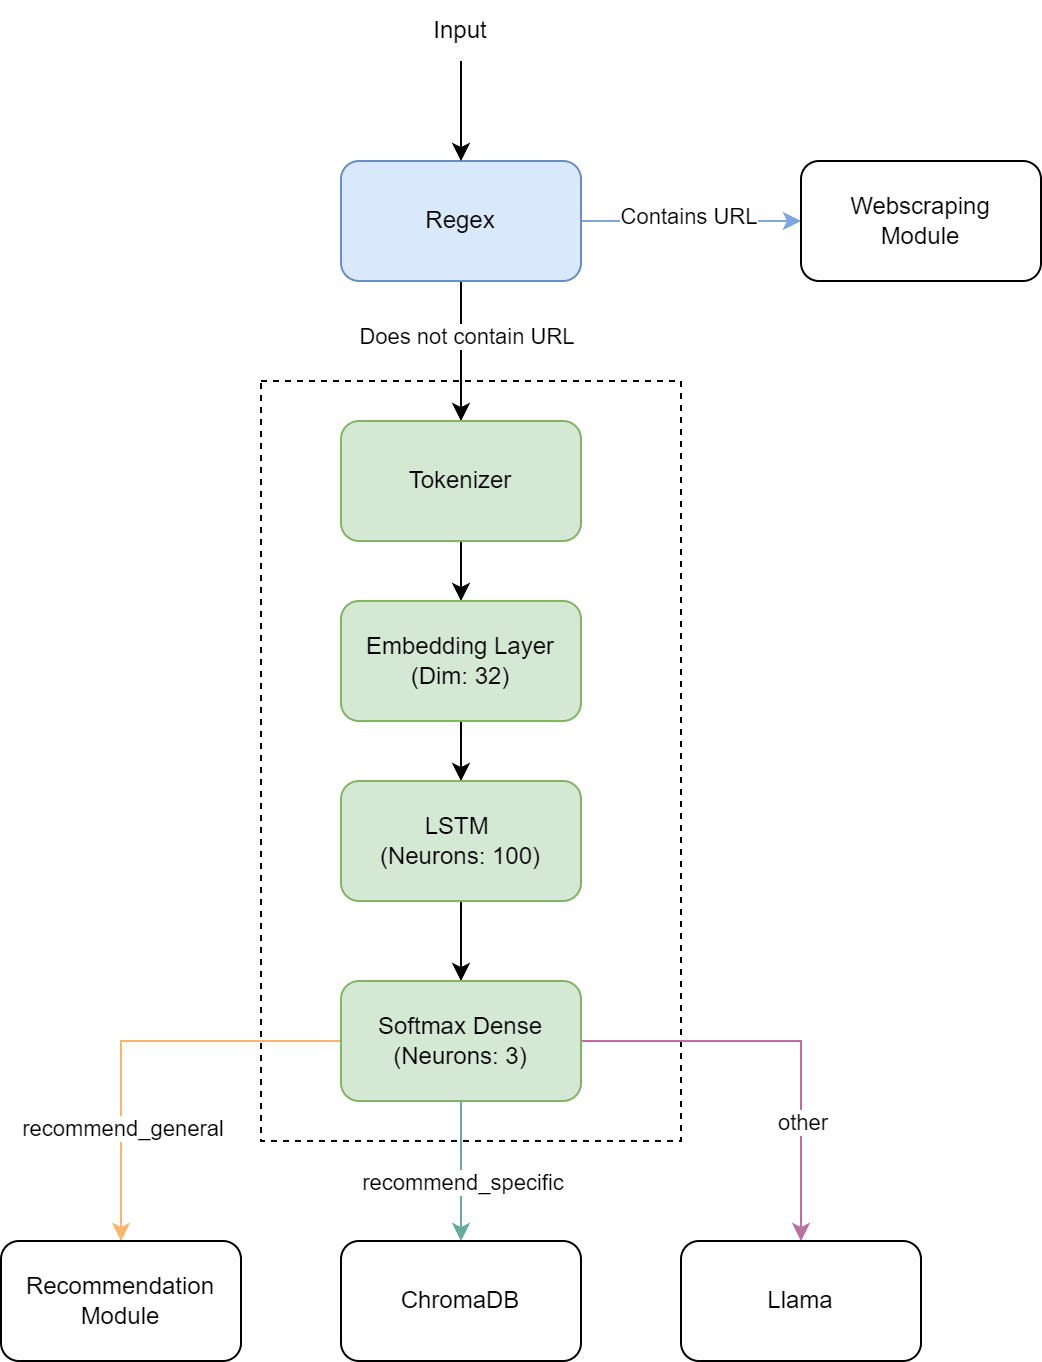 Input
Regex
Contains URL
Webscraping
Module
Does not contain URL
Tokenizer
Embedding Layer
(Dim: 32)
LSTM
(Neurons: 100)
Softmax Dense
(Neurons: 3)
recommend_general
recommend_specific
other
Recommendation
Module
ChromaDB
Llama